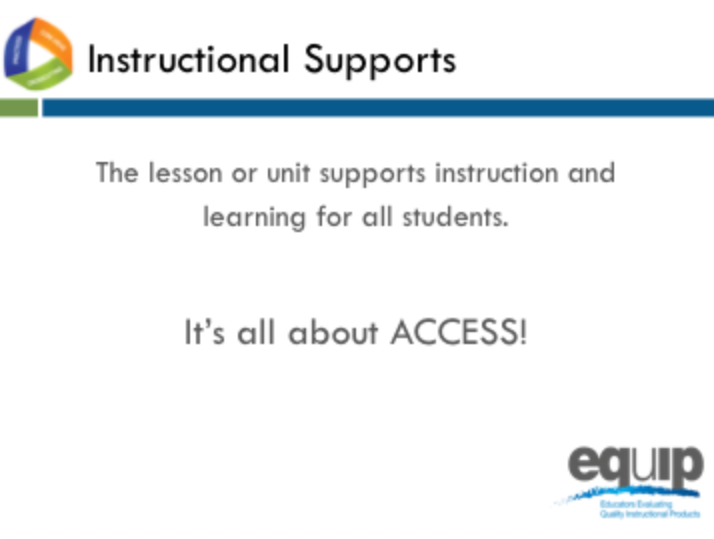 Instructional Supports
The lesson or unit supports instruction and
learning for all students.
It's all about ACCESS!
equip
Educators Evaluating
Quality Instructional Products